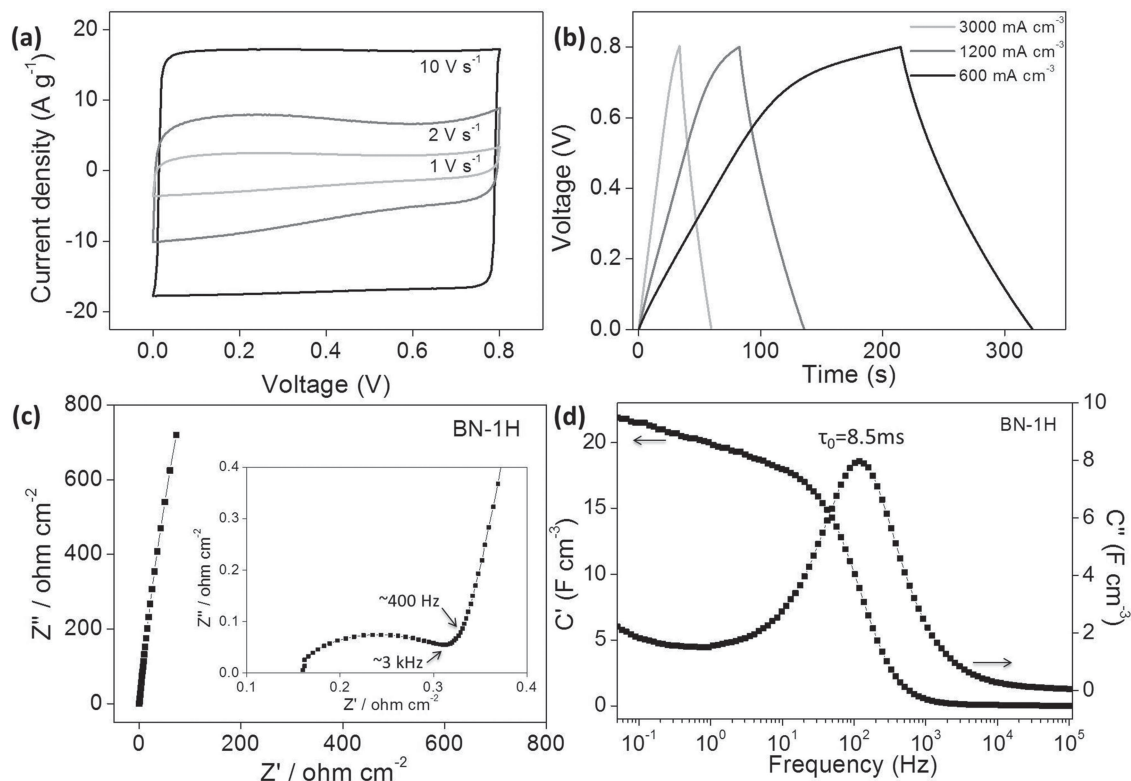 (a)
20
10
0
-10
-20
Current density (A g⁻¹)
10 V s⁻¹
2 V s⁻¹
1 V s⁻¹
0.0 0.2 0.4 0.6 0.8
Voltage (V)
(b)
3000 mA cm⁻³
1200 mA cm⁻³
600 mA cm⁻³
0.8
0.6
0.4
0.2
0.0
Voltage (V)
0 100 200 300
Time (s)
(c)
BN-1H
800
600
400
200
0
Z'' / ohm cm⁻²
0 200 400 600 800
Z' / ohm cm⁻²
0.4
0.3
0.2
0.1
0.0
Z'' / ohm cm⁻²
~400 Hz
~3 kHz
0.1 0.2 0.3 0.4
Z' / ohm cm⁻²
(d)
BN-1H
τ₀=8.5ms
20
15
10
5
0
C' (F cm⁻³)
10
8
6
4
2
0
C'' (F cm⁻³)
10⁻¹ 10⁰ 10¹ 10² 10³ 10⁴ 10⁵
Frequency (Hz)